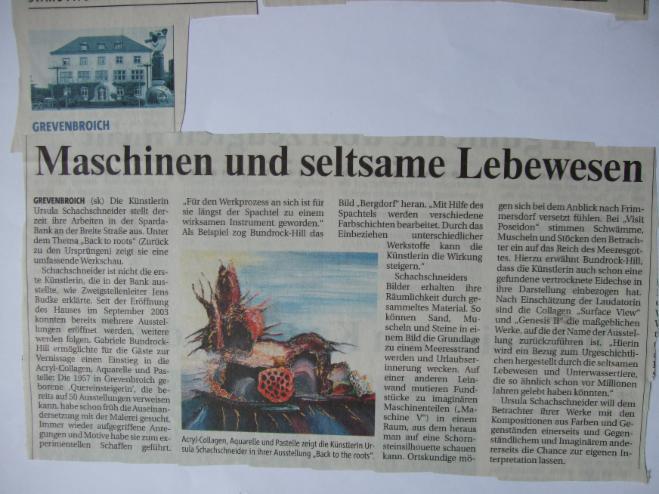 GREVENBROICH
Maschinen und seltsame Lebewesen
GREVENBROICH (sk) Die Künstlerin
Ursula Schachschneider stellt der-
zeit ihre Arbeiten in der Sparda-
Bank an der Breite Straße aus. Unter
dem Thema „Back to roots" (Zurück
zu den Ursprüngen) zeigt sie eine
umfassende Werkschau.
Schachschneider ist nicht die ers-
te Künstlerin, die in der Bank aus-
stellte, wie Zweigstellenleiter Jens
Budke erklärte. Seit der Eröffnung
des Hauses im September 2003
konnten bereits mehrere Ausstel-
lungen eröffnet werden, weitere
werden folgen. Gabriele Bundrock-
Hill ermöglichte für die Gäste zur
Vernissage einen Einstieg in die
Acryl-Collagen, Aquarelle und Pas-
telle: Die 1957 in Grevenbroich ge-
borene ‚Quereinsteigerin', die be-
reits auf 50 Ausstellungen verweisen
kann, habe schon früh die Auseinan-
dersetzung mit der Malerei gesucht.
Immer wieder aufgegriffene Anre-
gungen und Motive habe sie zum ex-
perimentellen Schaffen geführt.
„Für den Werkprozess an sich ist für
sie längst der Spachtel zu einem
wirksamen Instrument geworden."
Als Beispiel zog Bundrock-Hill das
Acryl-Collagen, Aquarelle und Pastelle zeigt die Künstlerin Ur-
sula Schachschneider in ihrer Ausstellung „Back to the roots".
Bild „Bergdorf" heran. „Mit Hilfe des
Spachtels werden verschiedene
Farbschichten bearbeitet. Durch das
Einbeziehen unterschiedlicher
Werkstoffe kann die
Künstlerin die Wirkung
steigern."
Schachschneiders
Bilder erhalten ihre
Räumlichkeit durch ge-
sammeltes Material. So
können Sand, Mu-
scheln und Steine in ei-
nem Bild die Grundlage
zu einem Meeresstrand
werden und Urlaubser-
innerung wecken. Auf
einer anderen Lein-
wand mutieren Fund-
stücke zu imaginären
Maschinenteilen („Ma-
schine V") in einem
Raum, aus dem heraus
man auf eine Schorn-
steinsilhouette schauen
kann. Ortskundige mö-
gen sich bei dem Anblick nach Frim-
mersdorf versetzt fühlen. Bei „Visit
Poseidon" stimmen Schwämme,
Muscheln und Stöcken den Betrach-
ter ein auf das Reich des Meeresgot-
tes. Hierzu erwähnt Bundrock-Hill,
dass die Künstlerin auch schon eine
gefundene vertrocknete Eidechse in
ihre Darstellung einbezogen hat.
Nach Einschätzung der Laudatorin
sind die Collagen „Surface View"
und „Genesis II" die maßgeblichen
Werke, auf die der Name der Ausstel-
lung zurückzuführen ist. „Hierin
wird ein Bezug zum Urgeschichtli-
chen hergestellt durch die seltsamen
Lebewesen und Unterwassertiere,
die so ähnlich schon vor Millionen
Jahren gelebt haben könnten."
Ursula Schachschneider will dem
Betrachter ihrer Werke mit den
Kompositionen aus Farben und Ge-
genständen einerseits und Gegen-
ständlichem und Imaginärem ander-
erseits die Chance zur eigenen In-
terpretation lassen.